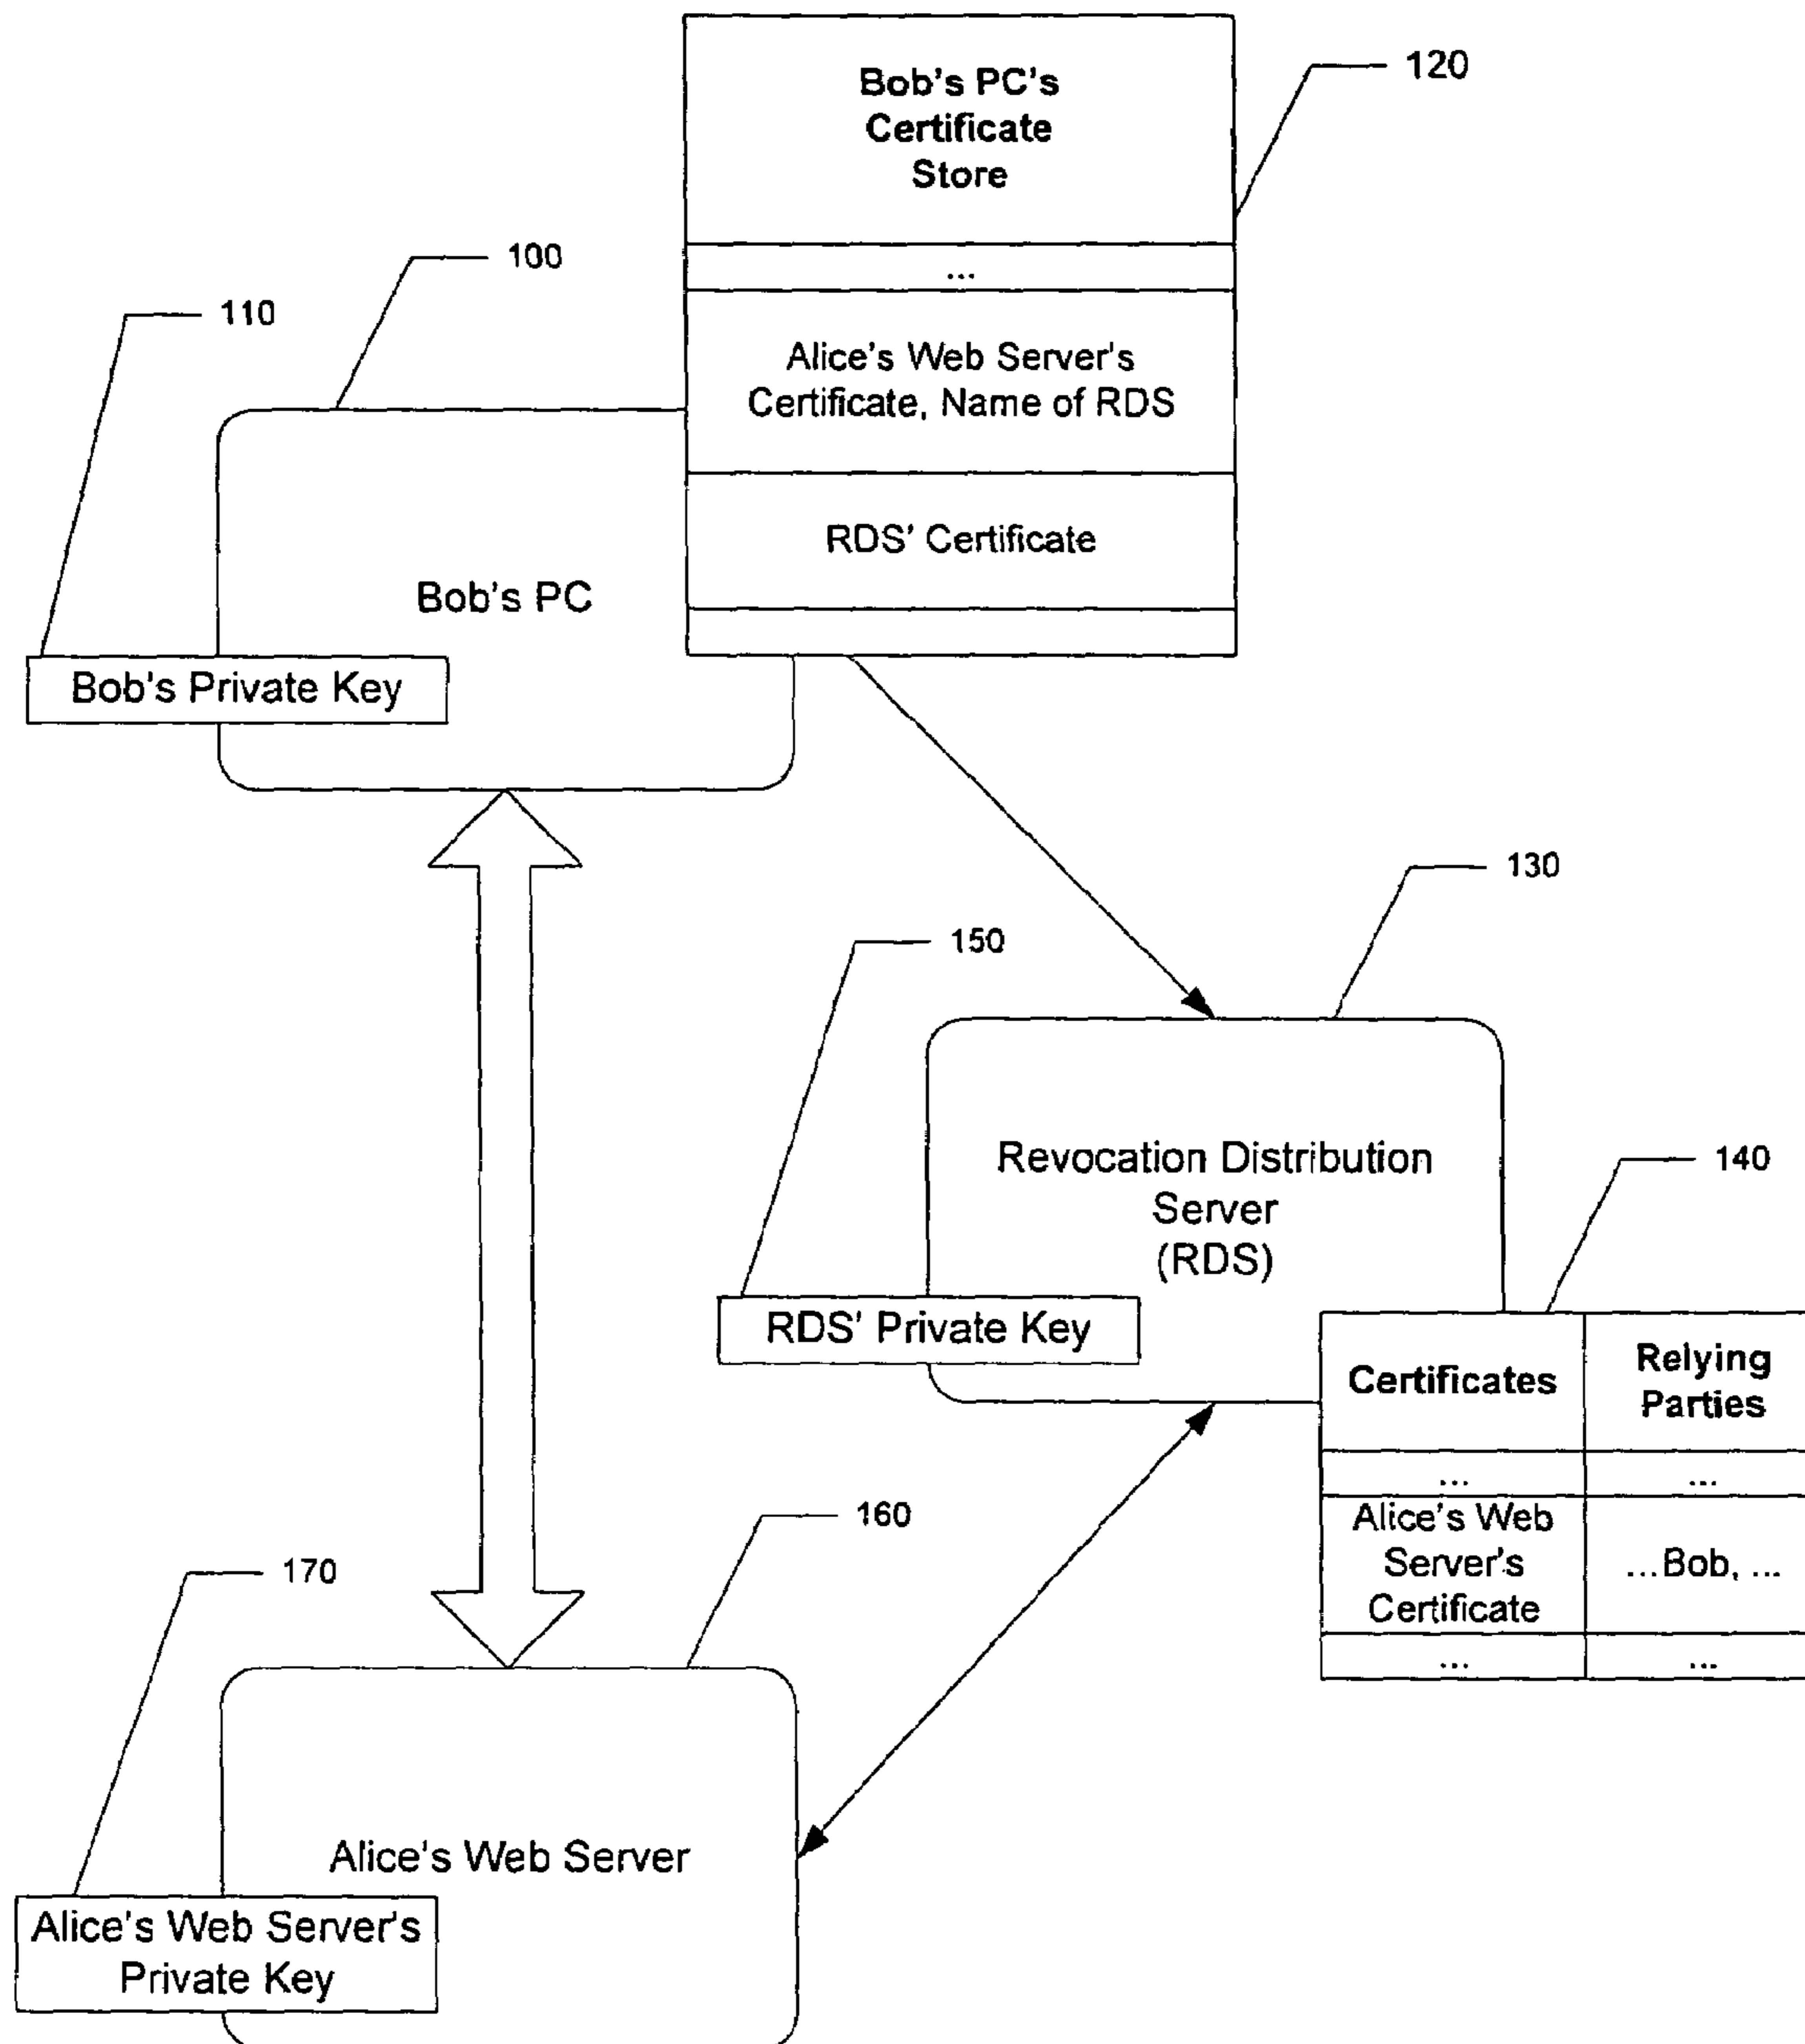 Bob's PC's
Certificate
Store
120
...
100
110
Alice's Web Server's
Certificate, Name of RDS
RDS' Certificate
Bob's PC
Bob's Private Key
130
150
Revocation Distribution
Server
(RDS)
140
RDS' Private Key
Certificates
Relying
Parties
...
...
Alice's Web
Server's
Certificate
...Bob, ...
...
...
160
170
Alice's Web Server
Alice's Web Server's
Private Key